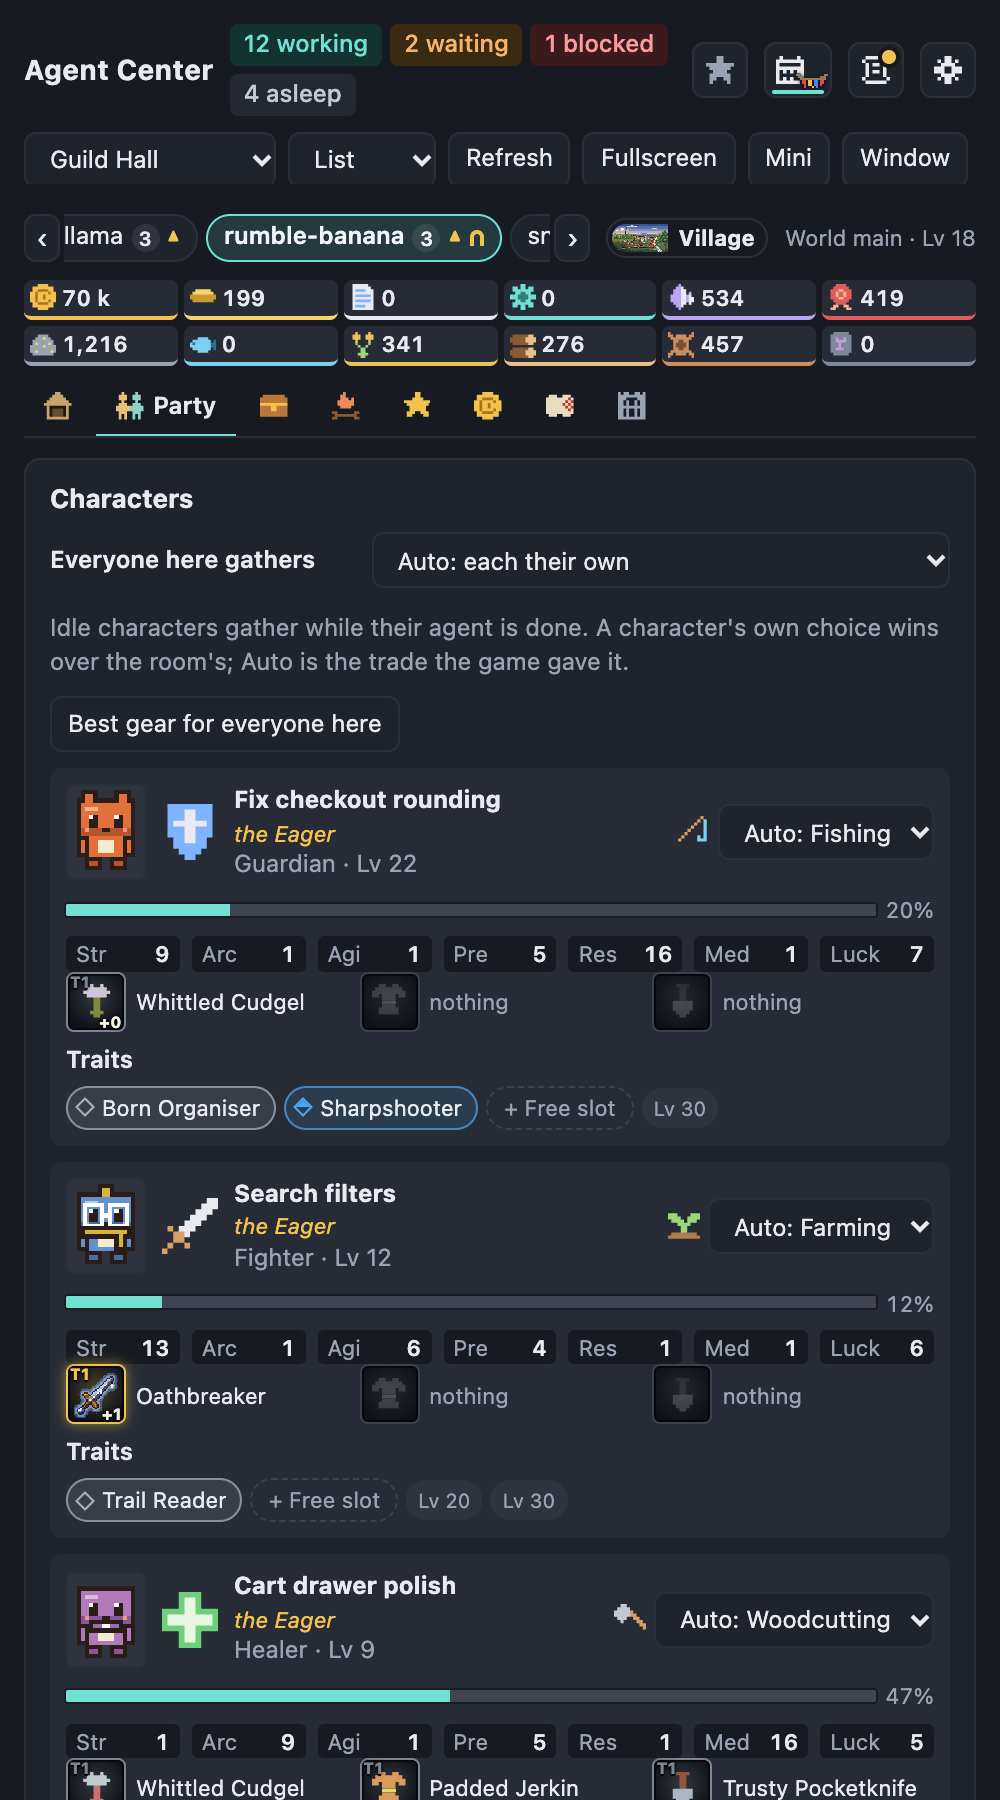 Agent Center
12 working
2 waiting
1 blocked
4 asleep
Guild Hall
List
Refresh
Fullscreen
Mini
Window
‹
llama 3
rumble-banana 3
sn
›
Village
World main · Lv 18
70 k
199
0
0
534
419
1,216
0
341
276
457
0
Party
Characters
Everyone here gathers
Auto: each their own
Idle characters gather while their agent is done. A character's own choice wins
over the room's; Auto is the trade the game gave it.
Best gear for everyone here
Fix checkout rounding
the Eager
Guardian · Lv 22
Auto: Fishing
20%
Str 9
Arc 1
Agi 1
Pre 5
Res 16
Med 1
Luck 7
T1
+0
Whittled Cudgel
nothing
nothing
Traits
Born Organiser
Sharpshooter
+ Free slot
Lv 30
Search filters
the Eager
Fighter · Lv 12
Auto: Farming
12%
Str 13
Arc 1
Agi 6
Pre 4
Res 1
Med 1
Luck 6
T1
+1
Oathbreaker
nothing
nothing
Traits
Trail Reader
+ Free slot
Lv 20
Lv 30
Cart drawer polish
the Eager
Healer · Lv 9
Auto: Woodcutting
47%
Str 1
Arc 9
Agi 1
Pre 5
Res 1
Med 16
Luck 5
T1
Whittled Cudgel
T1
Padded Jerkin
T1
Trusty Pocketknife